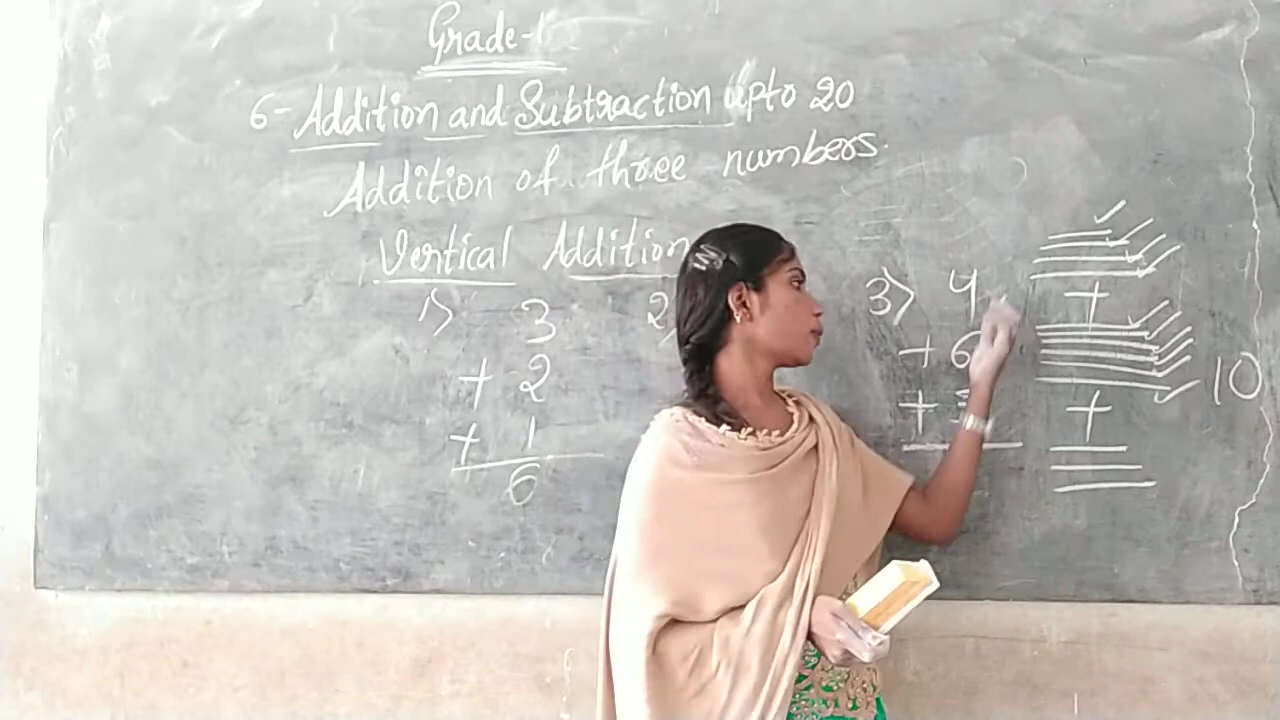 Grade-1
6-Addition and Subtraction upto 20
Addition of three numbers.
Vertical Addition
1> 3
+ 2
+ 1
6
2
3> 4
+ 6
+
+
+
10